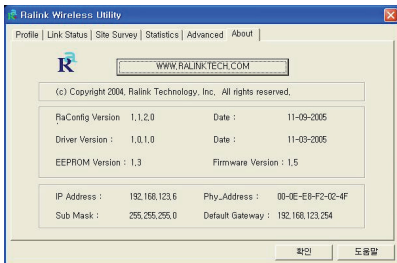 Ralink Wireless Utility
Profile Link Status Site Survey Statistics Advanced About
Ra
WWW.RALINKTECH.COM
(c) Copyright 2004, Ralink Technology, Inc, All rights reserved,
RaConfig Version : 1,1,2,0 Date : 11-09-2005
Driver Version : 1,0,1,0 Date : 11-03-2005
EEPROM Version : 1,3 Firmware Version : 1,5
IP Address : 192,168,123,6 Phy_Address : 00-0E-E8-F2-02-4F
Sub Mask : 255,255,255,0 Default Gateway : 192,168,123,254
확인 도움말